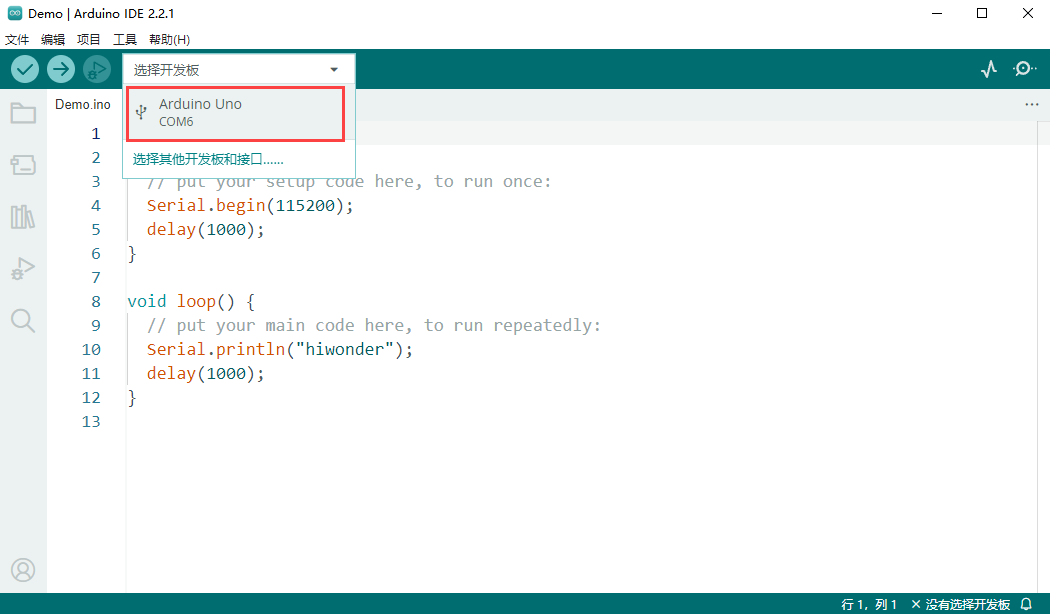 Demo | Arduino IDE 2.2.1
文件 编辑 项目 工具 帮助(H)
选择开发板
Demo.ino
Arduino Uno
COM6
选择其他开发板和接口......
1
2
3 // put your setup code here, to run once:
4 Serial.begin(115200);
5 delay(1000);
6 }
7
8 void loop() {
9 // put your main code here, to run repeatedly:
10 Serial.println("hiwonder");
11 delay(1000);
12 }
13
行 1，列 1 × 没有选择开发板